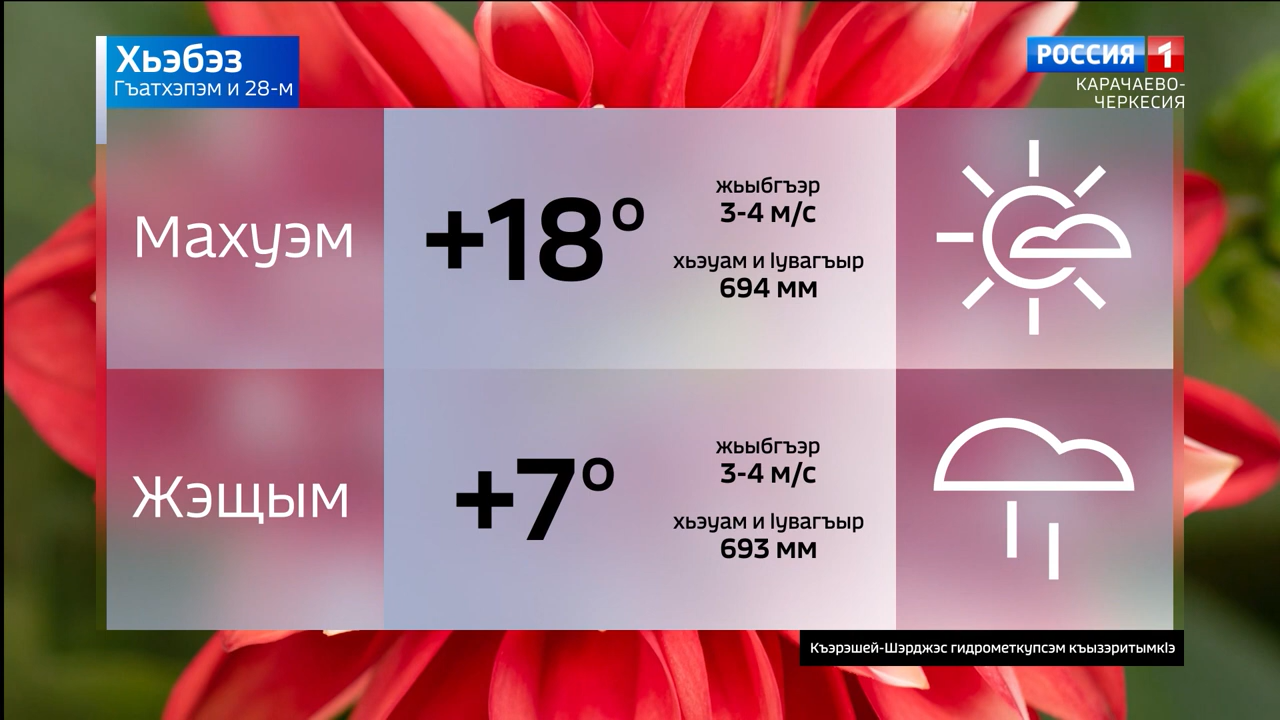 Хьэбэз
Гъатхэпэм и 28-м
РОССИЯ 1
КАРАЧАЕВО-
ЧЕРКЕСИЯ
Махуэм
+18°
жьыбгъэр
3-4 м/с
хьэуам и Iувагъыр
694 мм
Жэщым
+7°
жьыбгъэр
3-4 м/с
хьэуам и Iувагъыр
693 мм
Къэрэшей-Шэрджэс гидрометкупсэм къызэритымкIэ